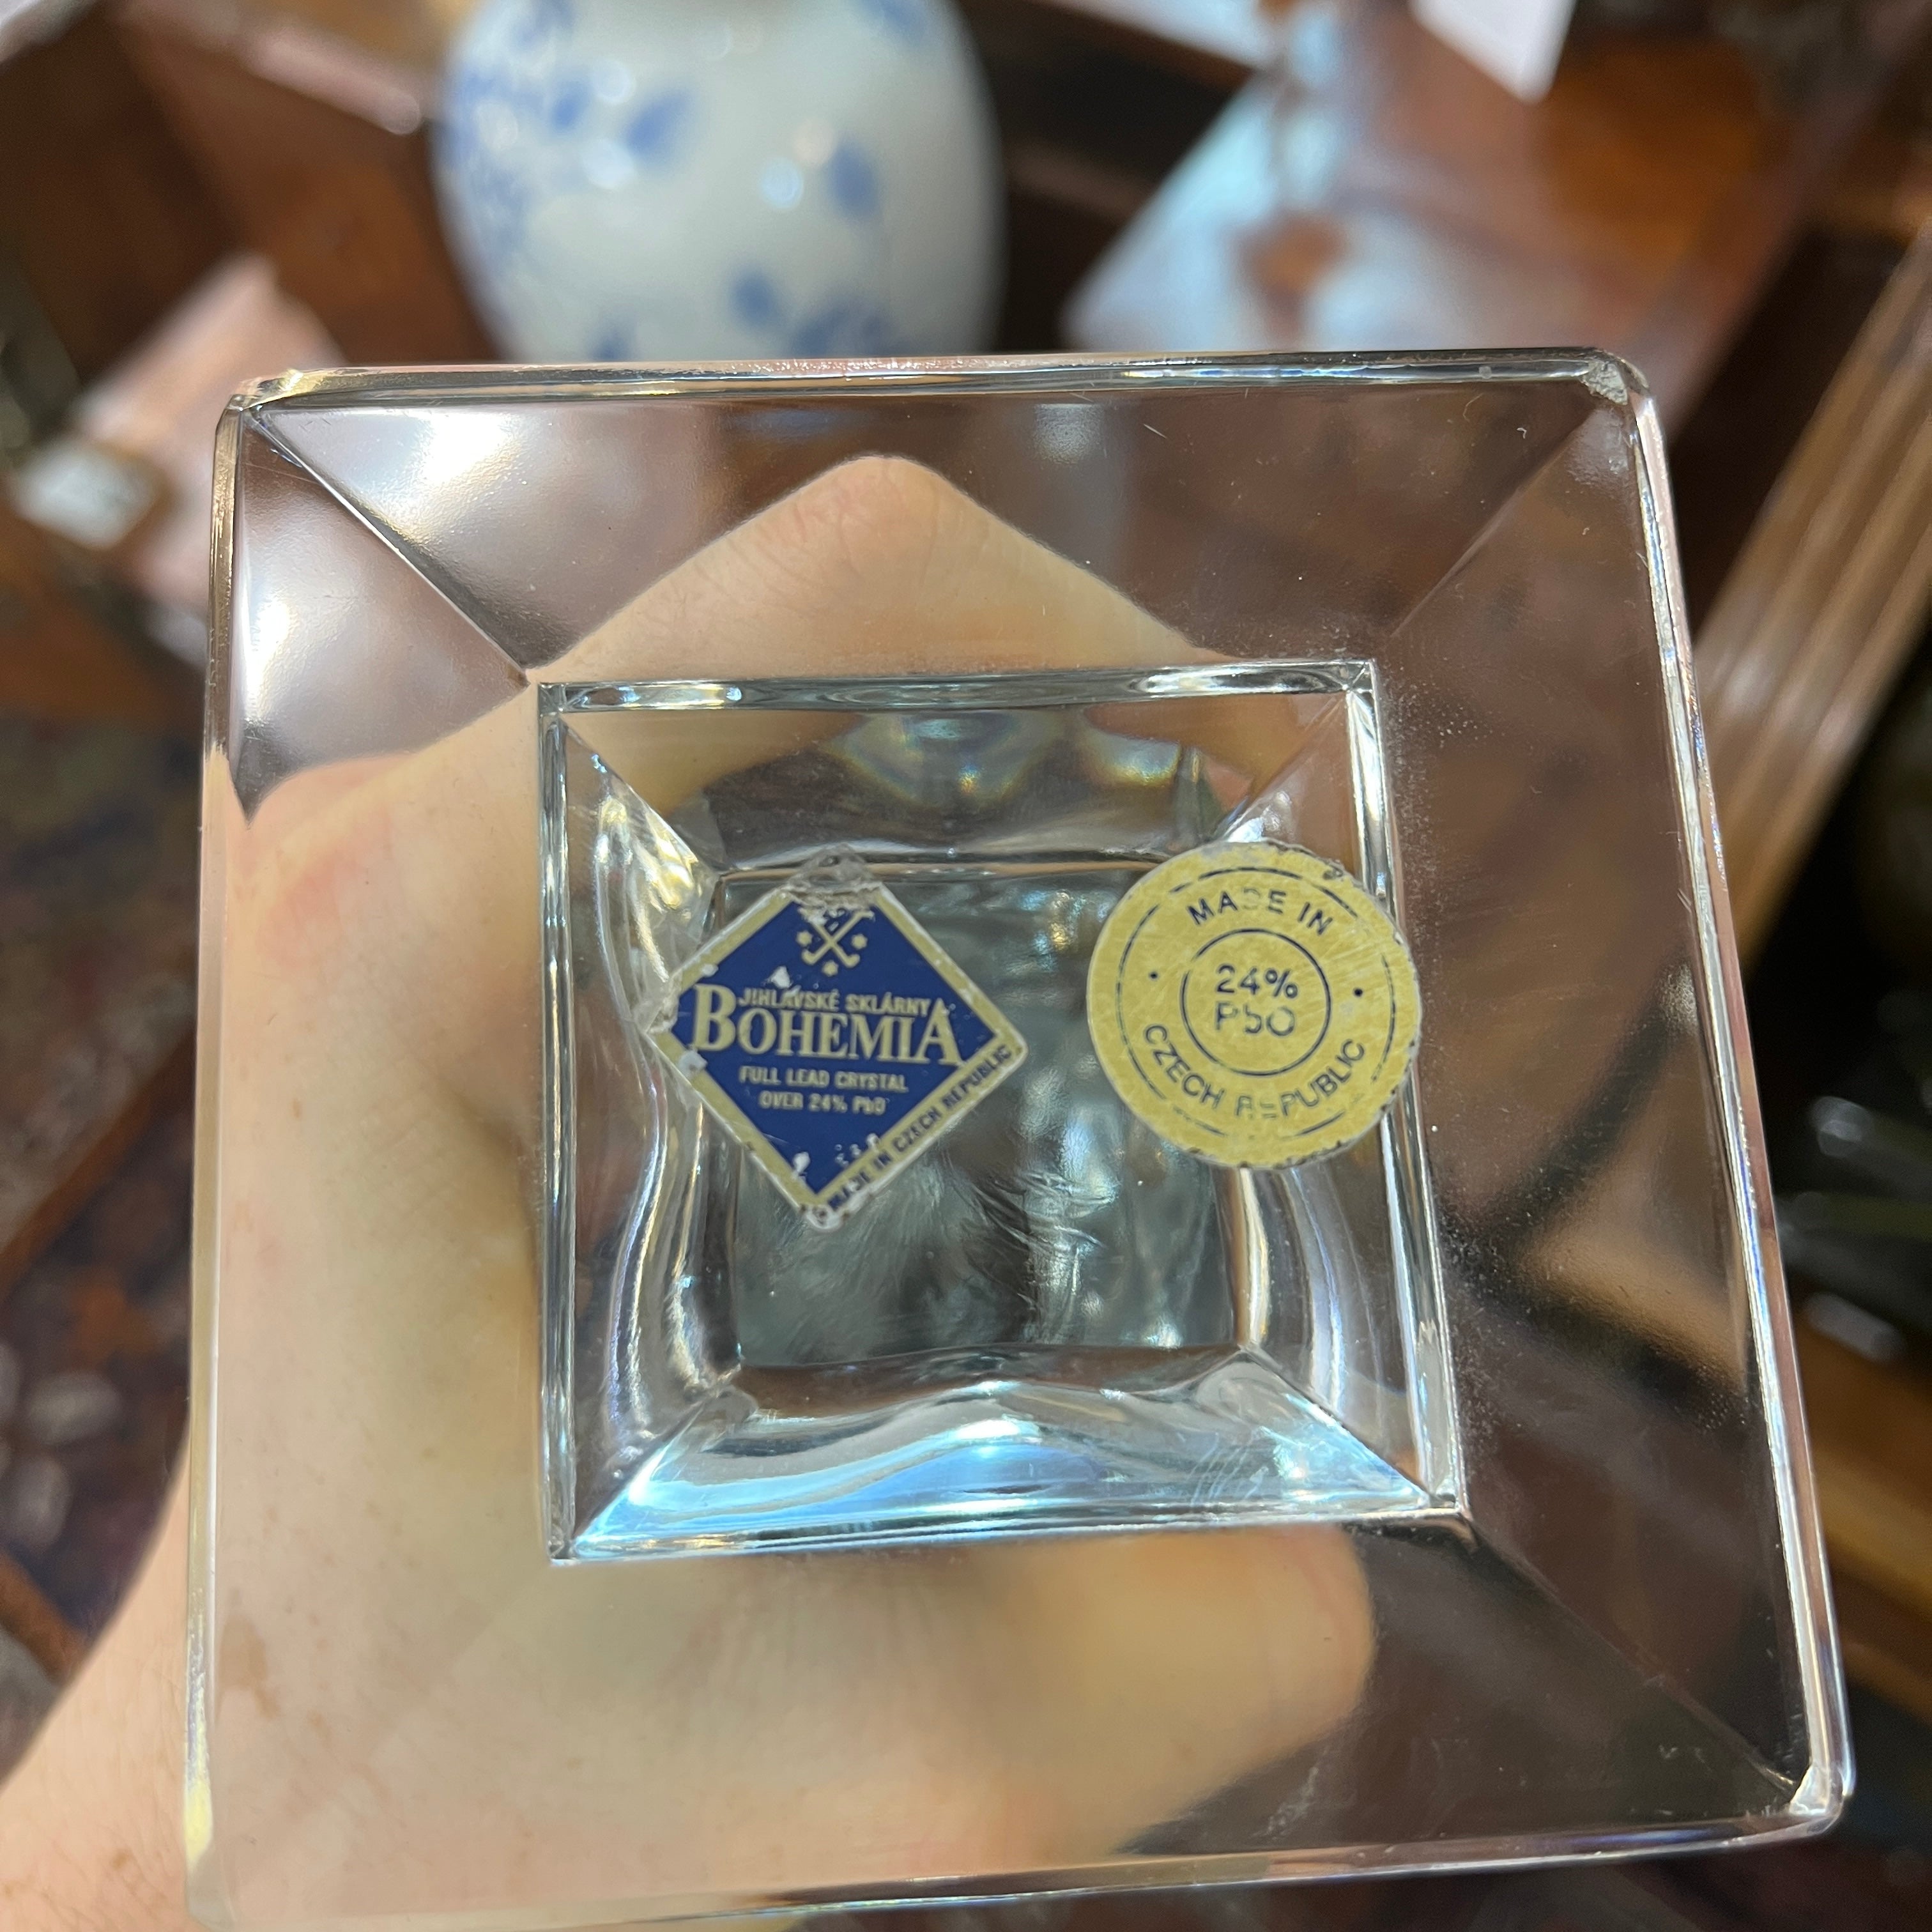 JIHLAVSKÉ SKLÁRNY
BOHEMIA
FULL LEAD CRYSTAL
OVER 24% PbO
MADE IN CZECH REPUBLIC
MADE IN
24%
PbO
CZECH REPUBLIC